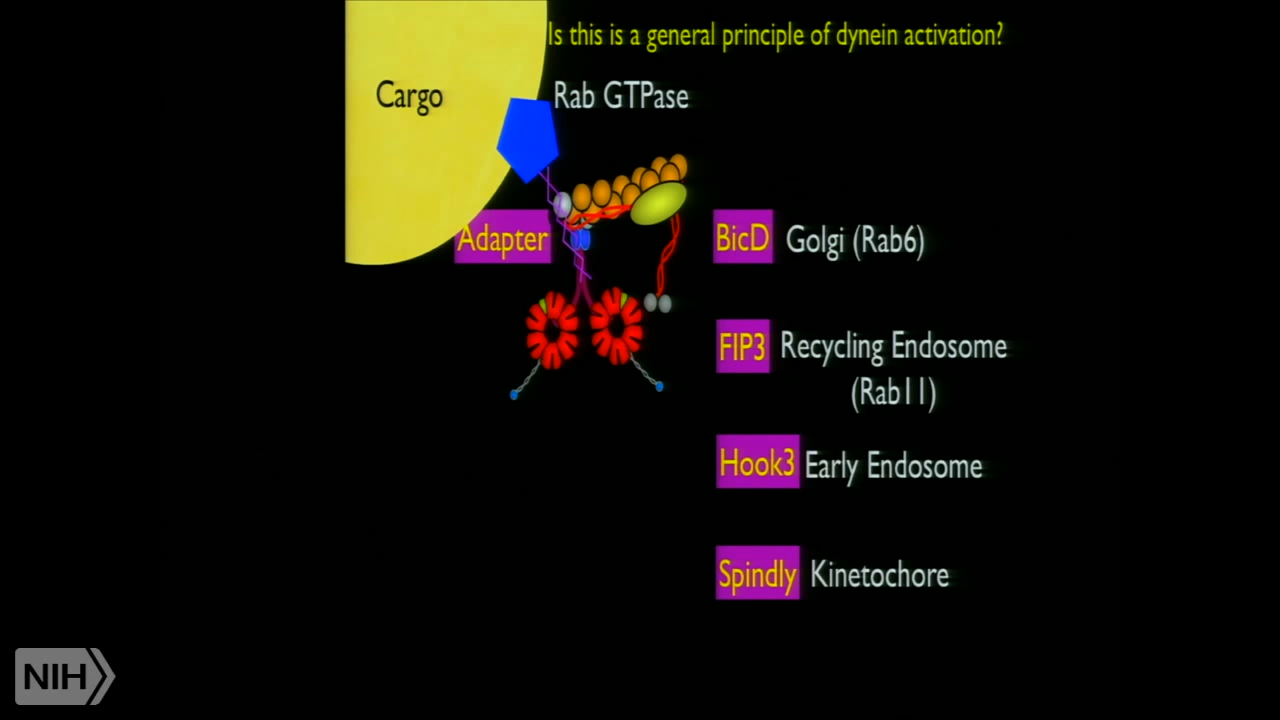 Is this is a general principle of dynein activation?
Cargo
Rab GTPase
Adapter
BicD Golgi (Rab6)
FIP3 Recycling Endosome
(Rab11)
Hook3 Early Endosome
Spindly Kinetochore
NIH